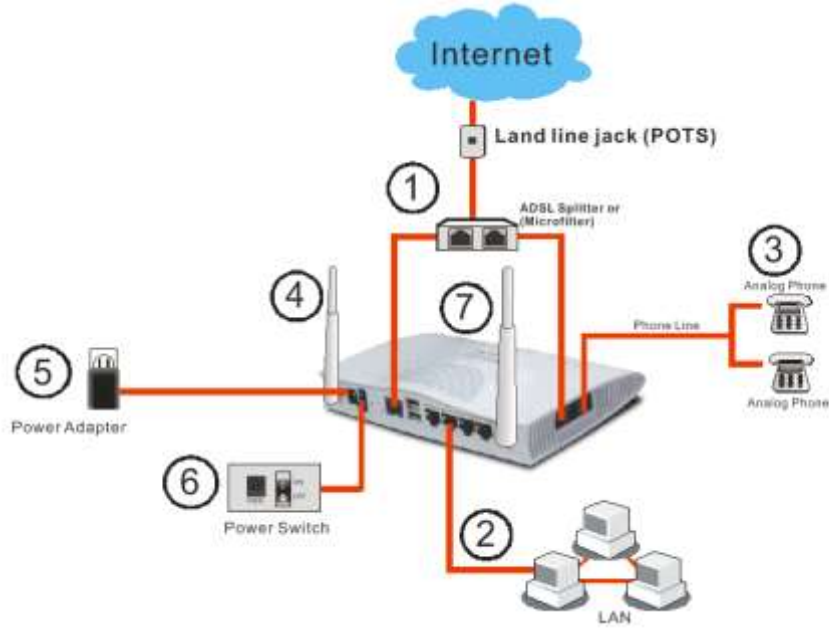 Internet
Land line jack (POTS)
1
ADSL Splitter or
(Microfilter)
3
Analog Phone
4
7
Phone Line
5
Power Adapter
Analog Phone
6
Power Switch
2
LAN